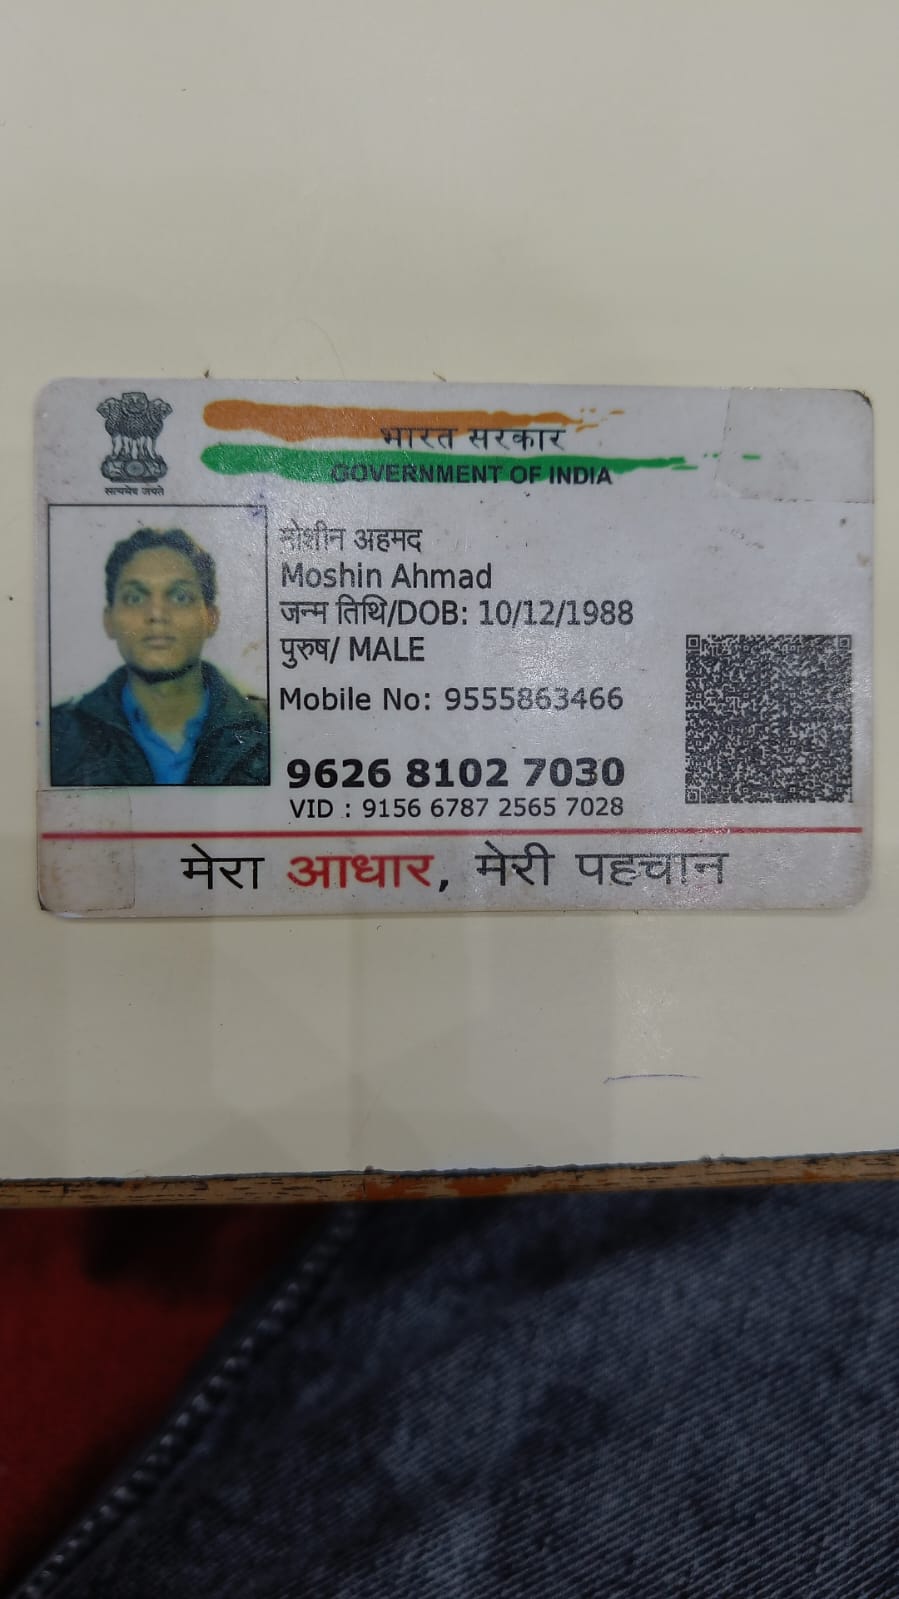 सत्यमेव जयते
भारत सरकार
GOVERNMENT OF INDIA
मोशीन अहमद
Moshin Ahmad
जन्म तिथि/DOB: 10/12/1988
पुरुष/ MALE
Mobile No: 9555863466
9626 8102 7030
VID : 9156 6787 2565 7028
मेरा आधार, मेरी पहचान